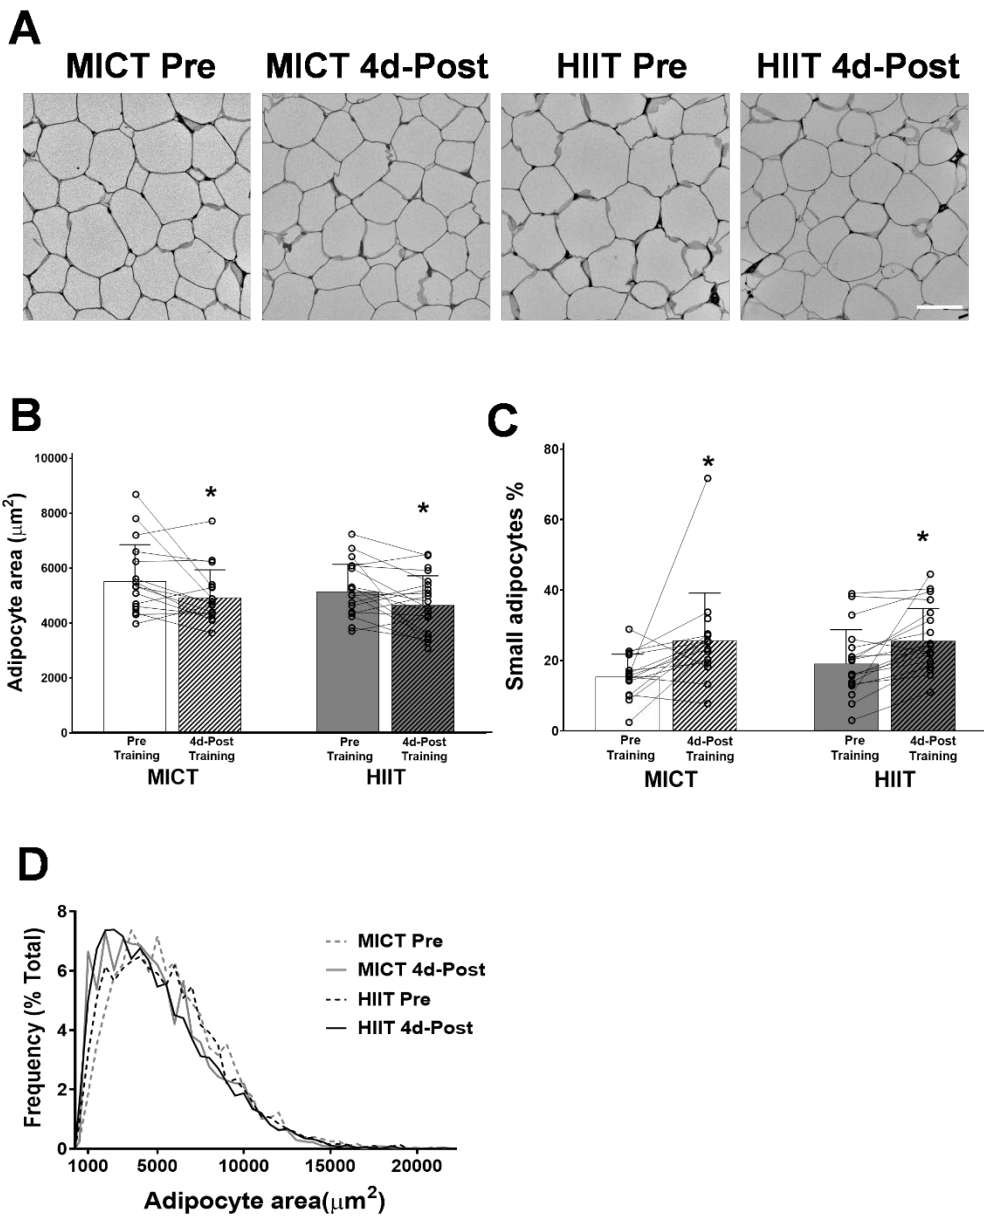 A
MICT Pre MICT 4d-Post HIIT Pre HIIT 4d-Post
B
Adipocyte area (μm²)
10000
8000
6000
4000
2000
0
*
*
Pre Training
4d-Post Training
Pre Training
4d-Post Training
MICT
HIIT
C
Small adipocytes %
80
60
40
20
0
*
*
Pre Training
4d-Post Training
Pre Training
4d-Post Training
MICT
HIIT
D
Frequency (% Total)
8
6
4
2
0
1000 5000 10000 15000 20000
Adipocyte area(μm²)
MICT Pre
MICT 4d-Post
HIIT Pre
HIIT 4d-Post